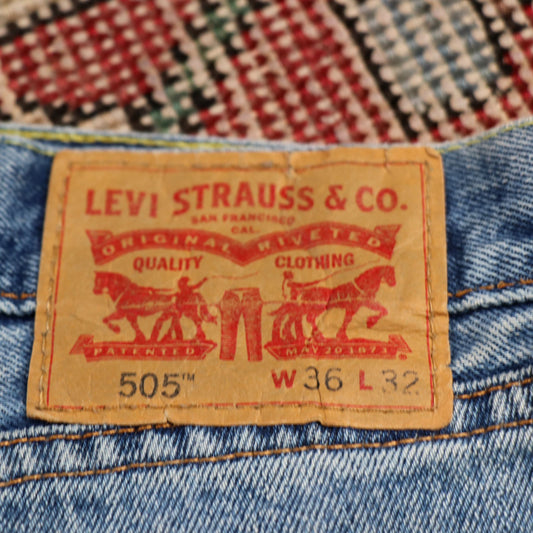 LEVI STRAUSS & CO.
SAN FRANCISCO
CAL.
ORIGINAL RIVETED
QUALITY CLOTHING
PATENTED MAY 20 1873
505™ W 36 L 32